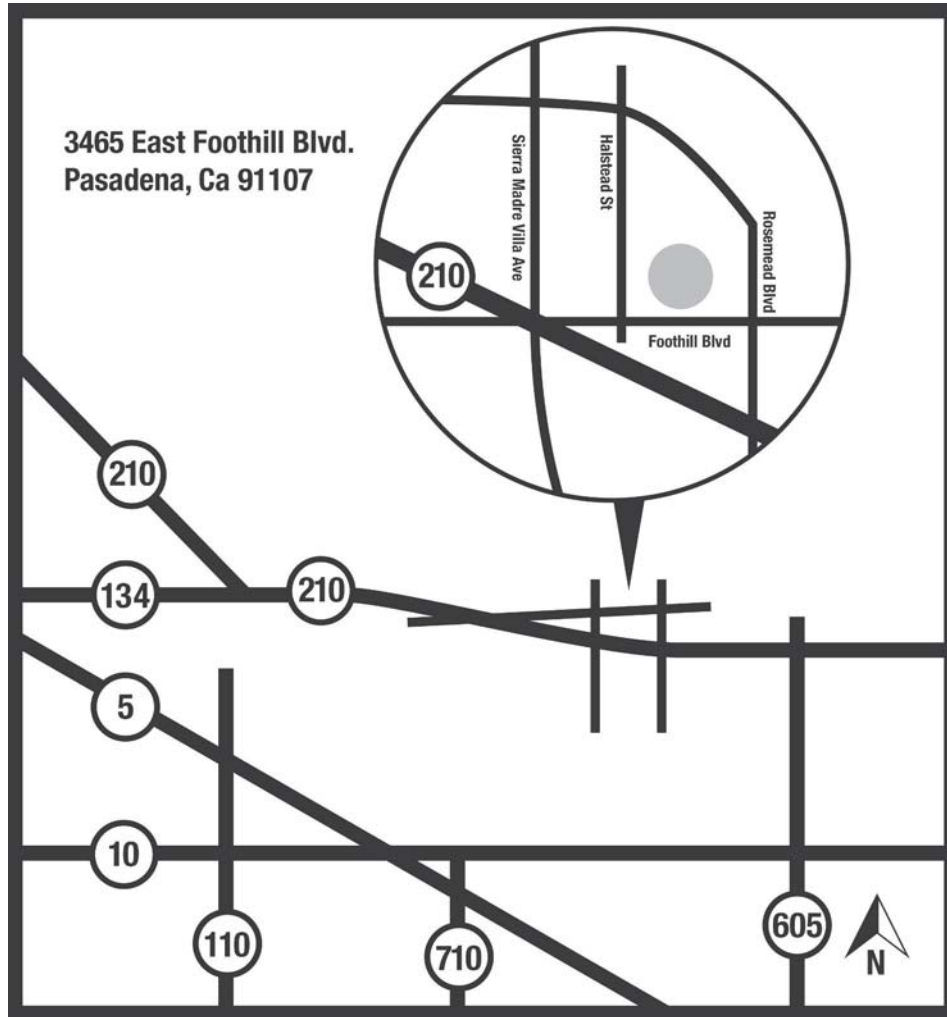 3465 East Foothill Blvd.
Pasadena, Ca 91107
Sierra Madre Villa Ave
Halstead St
Rosemead Blvd
210
Foothill Blvd
210
134
210
5
10
110
710
605
N